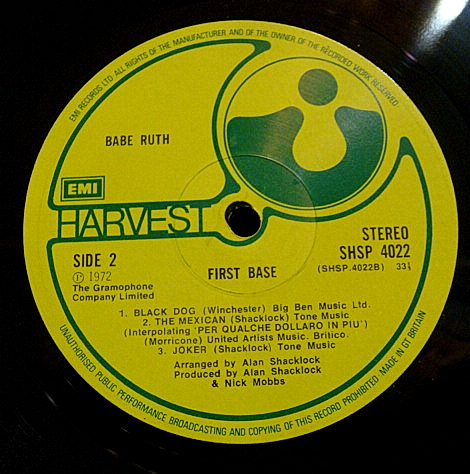 EMI RECORDS LTD ALL RIGHTS OF THE MANUFACTURER AND OF THE OWNER OF THE RECORDED WORK RESERVED
BABE RUTH
EMI
HARVEST
SIDE 2
Ⓟ 1972
The Gramophone
Company Limited
FIRST BASE
STEREO
SHSP 4022
(SHSP.4022B) 33⅓
1. BLACK DOG (Winchester) Big Ben Music Ltd.
2. THE MEXICAN (Shacklock) Tone Music
(Interpolating 'PER QUALCHE DOLLARO IN PIU')
(Morricone) United Artists Music. Britico.
3. JOKER (Shacklock) Tone Music
Arranged by Alan Shacklock
Produced by Alan Shacklock
& Nick Mobbs
UNAUTHORISED PUBLIC PERFORMANCE BROADCASTING AND COPYING OF THIS RECORD PROHIBITED. MADE IN GT BRITAIN